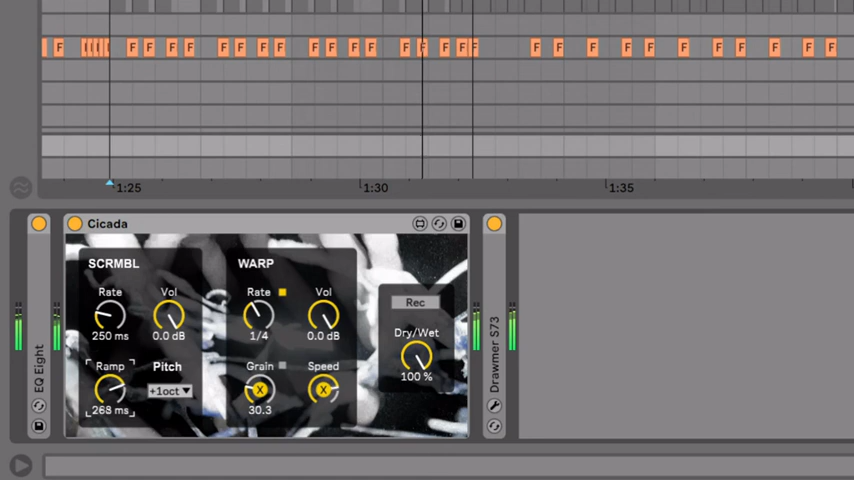 F F F F F F F F F F F F F F F F F F F F F F F F F F F F
1:25 1:30 1:35
Cicada
SCRMBL WARP
Rate Vol Rate Vol
250 ms 0.0 dB 1/4 0.0 dB
Rec
Dry/Wet
100 %
Ramp Pitch Grain Speed
+1oct
X X
268 ms 30.3
EQ Eight
Drawmer S73